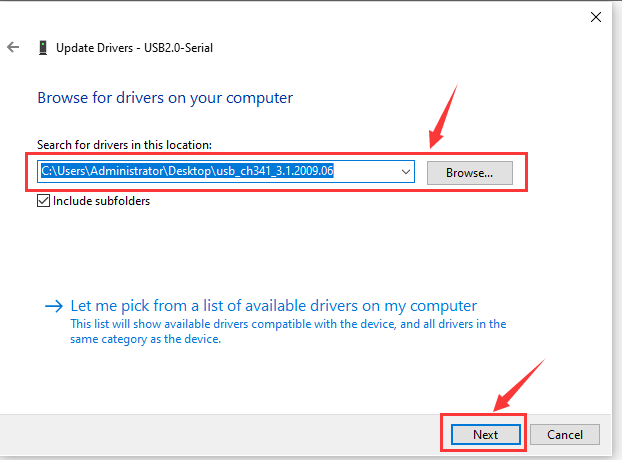 Update Drivers - USB2.0-Serial
Browse for drivers on your computer
Search for drivers in this location:
C:\Users\Administrator\Desktop\usb_ch341_3.1.2009.06
Browse...
Include subfolders
Let me pick from a list of available drivers on my computer
This list will show available drivers compatible with the device, and all drivers in the
same category as the device.
Next
Cancel